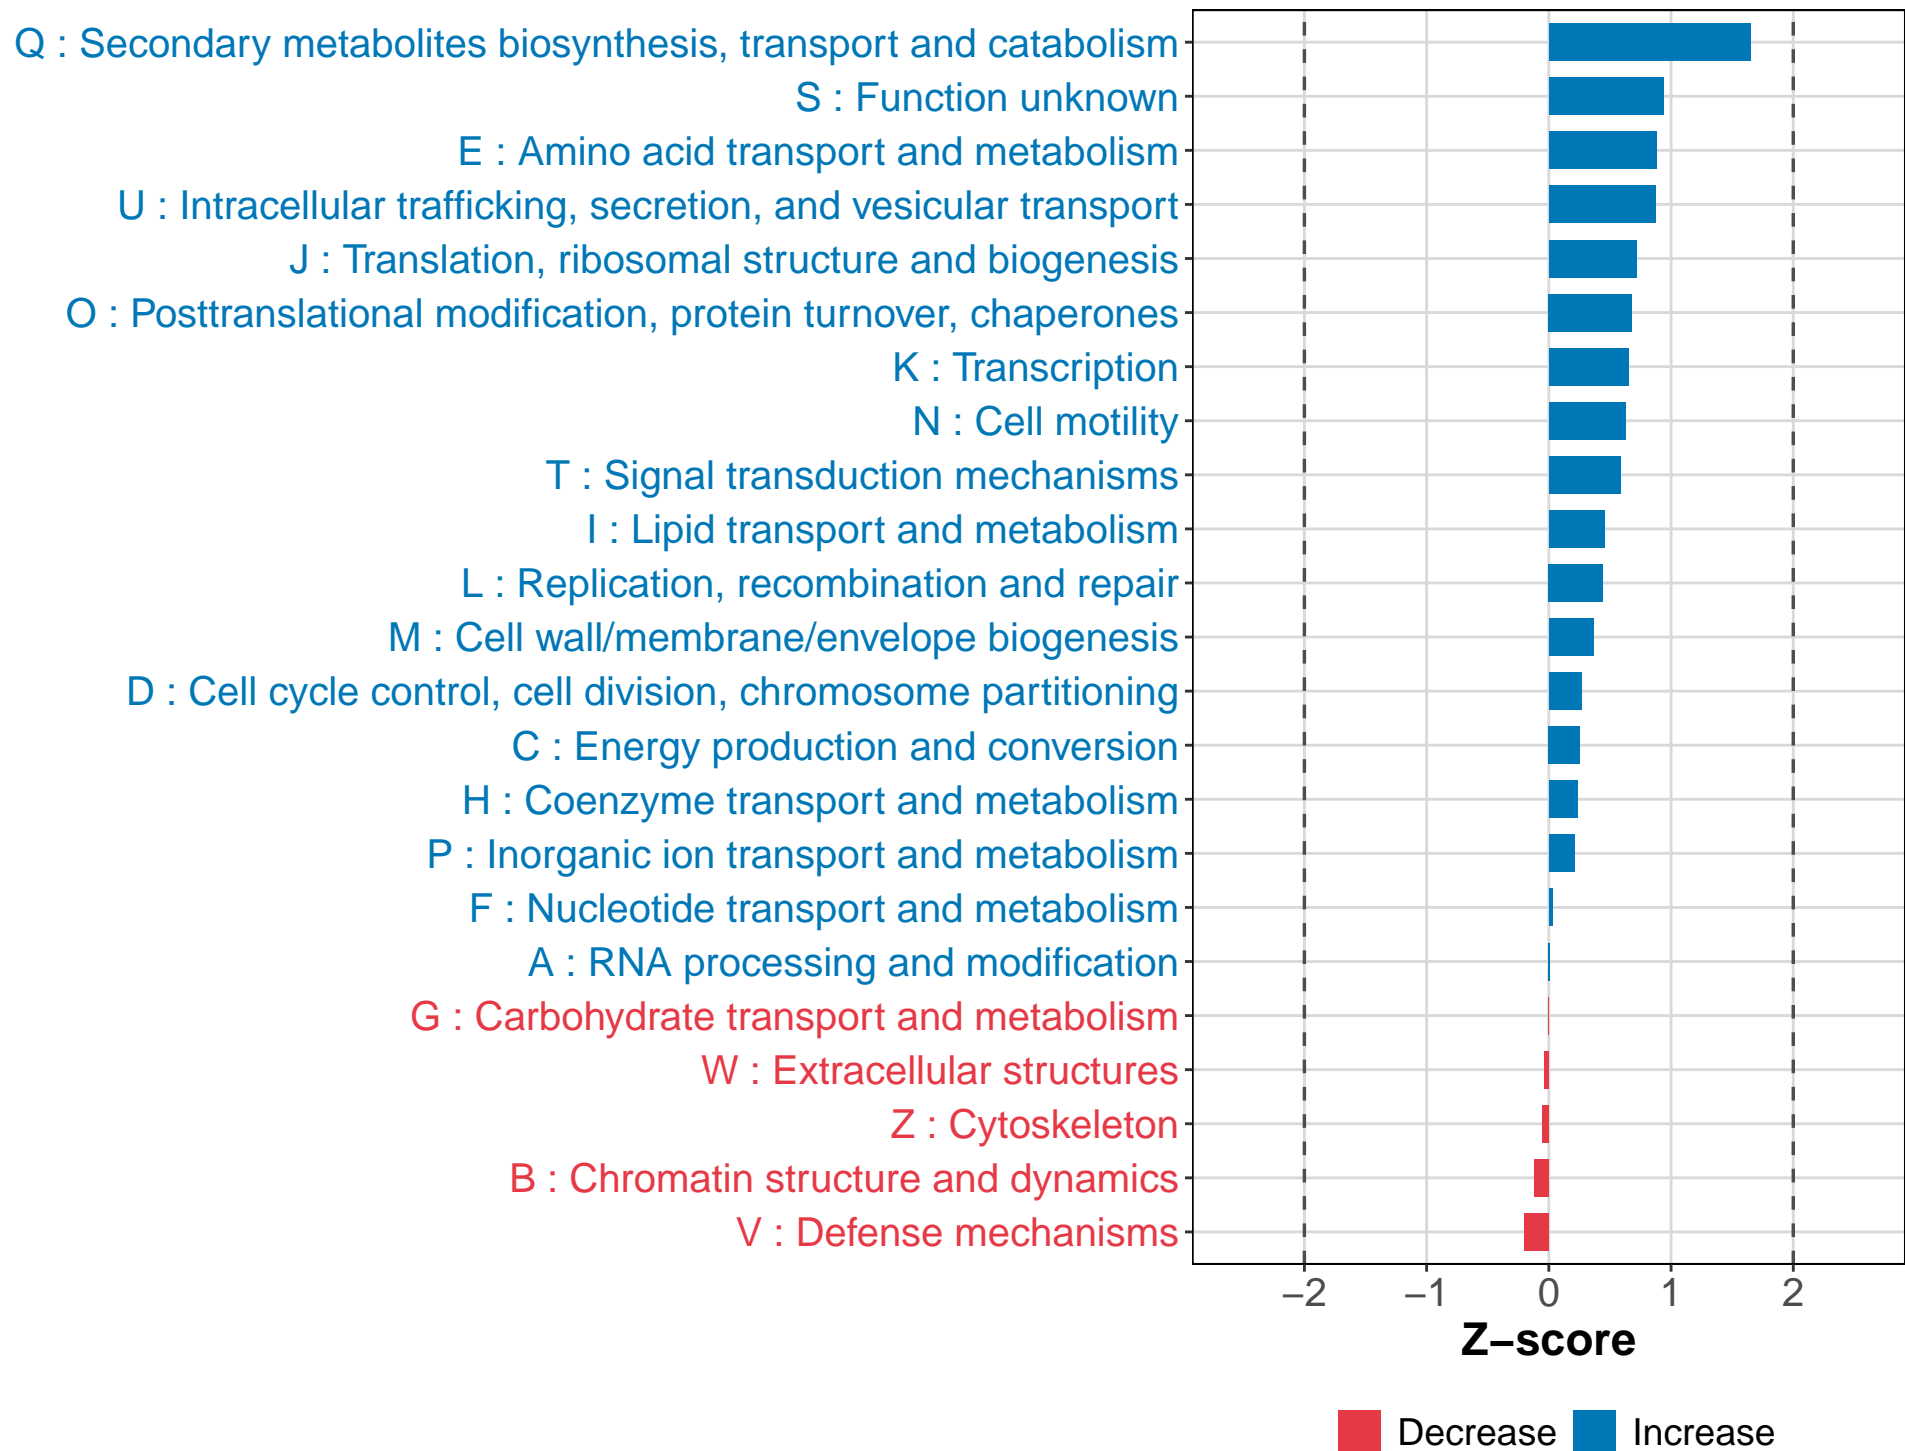 Q : Secondary metabolites biosynthesis, transport and catabolism
S : Function unknown
E : Amino acid transport and metabolism
U : Intracellular trafficking, secretion, and vesicular transport
J : Translation, ribosomal structure and biogenesis
O : Posttranslational modification, protein turnover, chaperones
K : Transcription
N : Cell motility
T : Signal transduction mechanisms
I : Lipid transport and metabolism
L : Replication, recombination and repair
M : Cell wall/membrane/envelope biogenesis
D : Cell cycle control, cell division, chromosome partitioning
C : Energy production and conversion
H : Coenzyme transport and metabolism
P : Inorganic ion transport and metabolism
F : Nucleotide transport and metabolism
A : RNA processing and modification
G : Carbohydrate transport and metabolism
W : Extracellular structures
Z : Cytoskeleton
B : Chromatin structure and dynamics
V : Defense mechanisms
−2 −1 0 1 2
Z−score
Decrease Increase